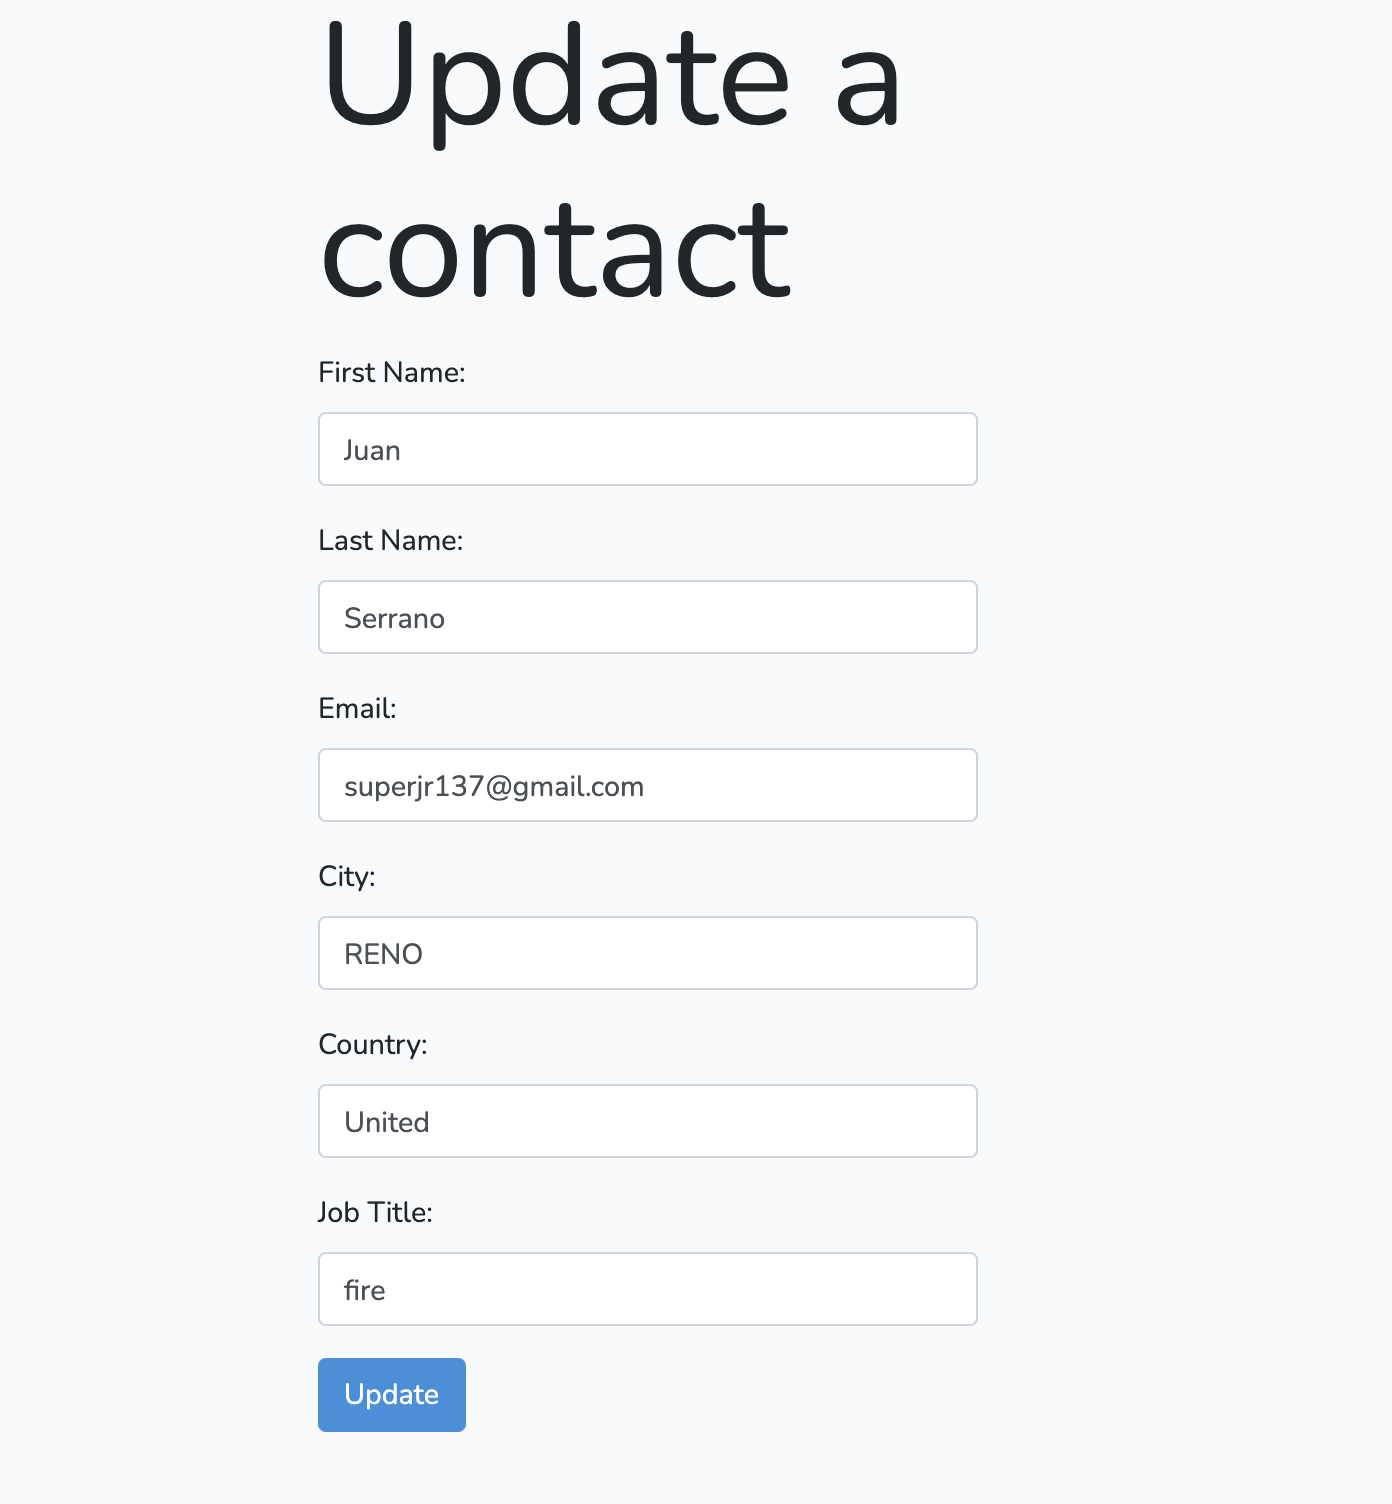 Update a
contact
First Name:
Juan
Last Name:
Serrano
Email:
superjr137@gmail.com
City:
RENO
Country:
United
Job Title:
fire
Update